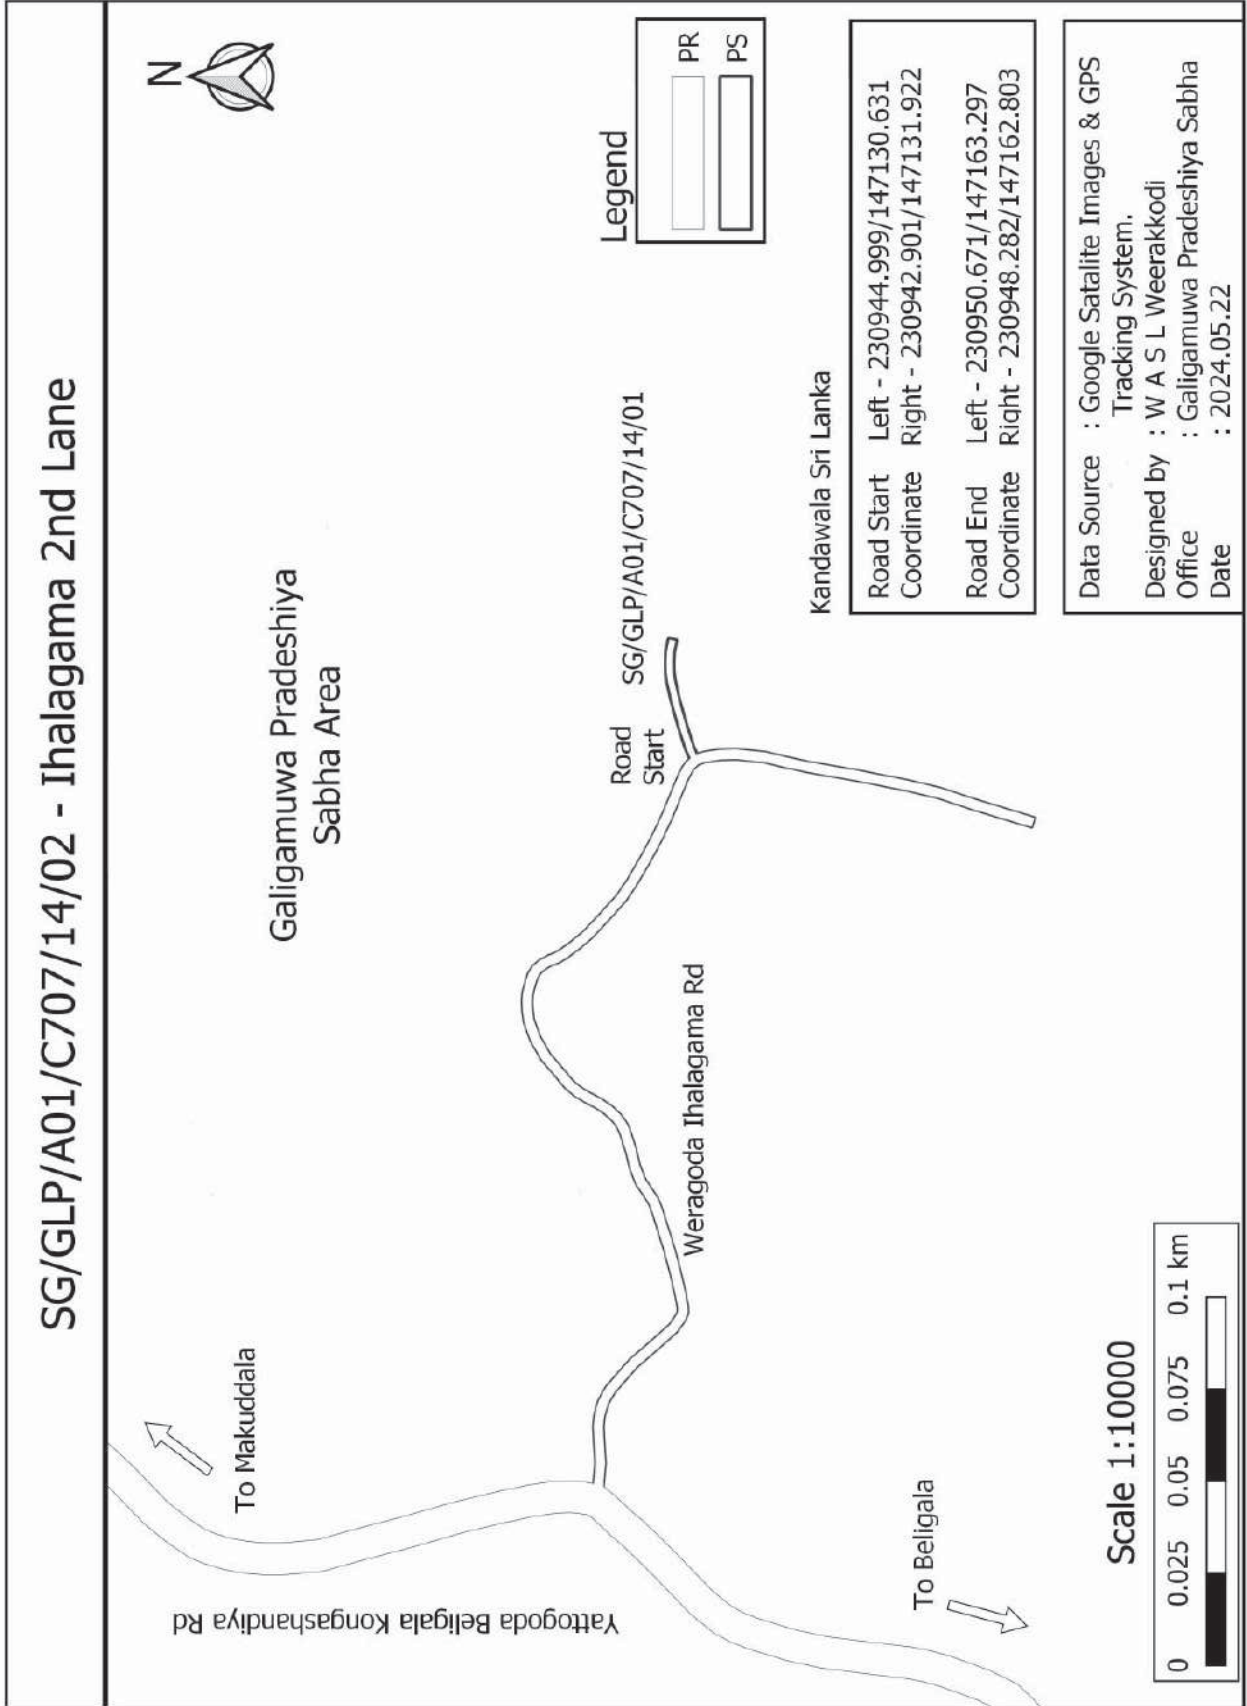 SG/GLP/A01/C707/14/02 - Ihalagama 2nd Lane
N
Galigamuwa Pradeshiya
Sabha Area
To Makuddala
Yattogoda Beligala Kongashandiya Rd
Weragoda Ihalagama Rd
Road
Start
SG/GLP/A01/C707/14/01
To Beligala
Legend
PR
PS
Kandawala Sri Lanka
Road Start Left - 230944.999/147130.631
Coordinate Right - 230942.901/147131.922
Road End Left - 230950.671/147163.297
Coordinate Right - 230948.282/147162.803
Data Source : Google Satalite Images & GPS
Tracking System.
Designed by : W A S L Weerakkodi
Office : Galigamuwa Pradeshiya Sabha
Date : 2024.05.22
Scale 1:10000
0 0.025 0.05 0.075 0.1 km